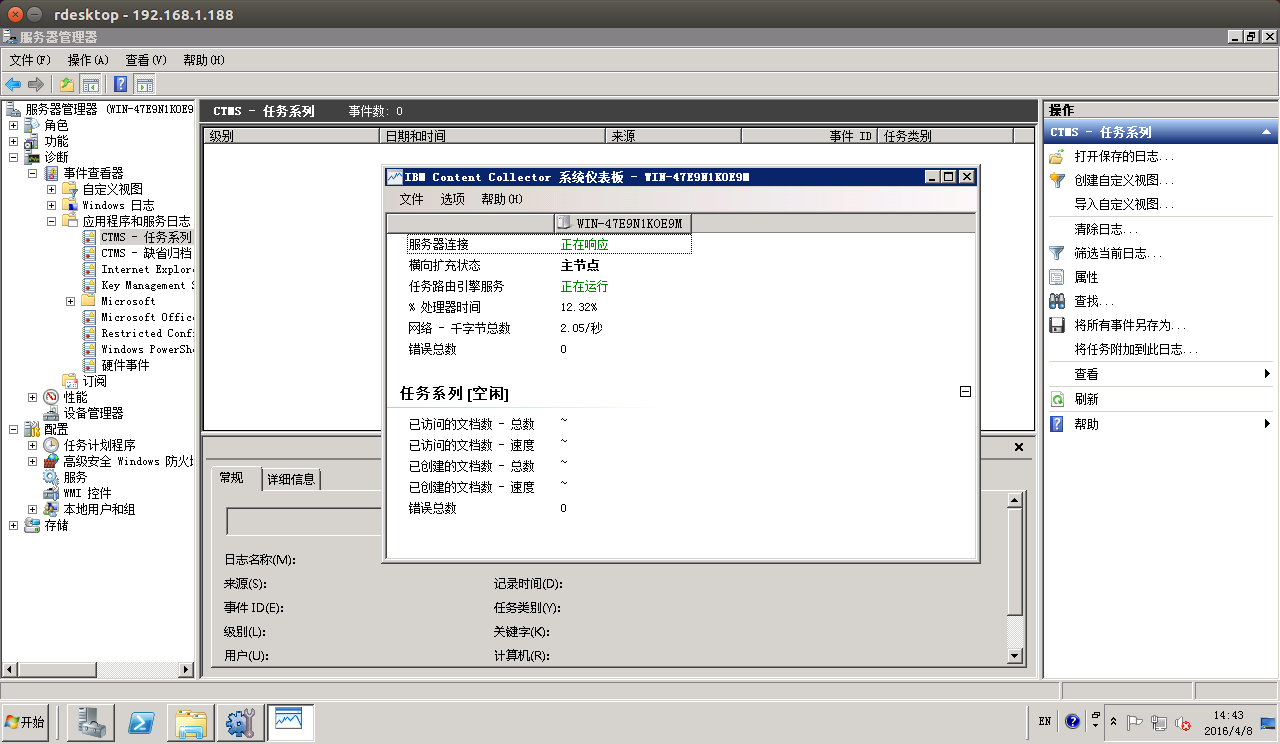 rdesktop - 192.168.1.188
服务器管理器
文件(F) 操作(A) 查看(V) 帮助(H)
服务器管理器 (WIN-47E9N1KOE9
角色
功能
诊断
事件查看器
自定义视图
Windows 日志
应用程序和服务日志
CTMS - 任务系列
CTMS - 缺省归档
Internet Explor
Key Management S
Microsoft
Microsoft Offic
Restricted Conf
Windows PowerShe
硬件事件
订阅
性能
设备管理器
配置
任务计划程序
高级安全 Windows 防火
服务
WMI 控件
本地用户和组
存储
CTMS - 任务系列 事件数: 0
级别 日期和时间 来源 事件 ID 任务类别
IBM Content Collector 系统仪表板 - WIN-47E9N1KOE9M
文件 选项 帮助(H)
WIN-47E9N1KOE9M
服务器连接 正在响应
横向扩充状态 主节点
任务路由引擎服务 正在运行
% 处理器时间 12.32%
网络 - 千字节总数 2.05/秒
错误总数 0
任务系列 [空闲]
已访问的文档数 - 总数 ~
已访问的文档数 - 速度 ~
已创建的文档数 - 总数 ~
已创建的文档数 - 速度 ~
错误总数 0
常规 详细信息
日志名称(M):
来源(S): 记录时间(D):
事件 ID(E): 任务类别(Y):
级别(L): 关键字(K):
用户(U): 计算机(R):
操作
CTMS - 任务系列
打开保存的日志...
创建自定义视图...
导入自定义视图...
清除日志...
筛选当前日志...
属性
查找...
将所有事件另存为...
将任务附加到此日志...
查看
刷新
帮助
开始
EN
14:43
2016/4/8